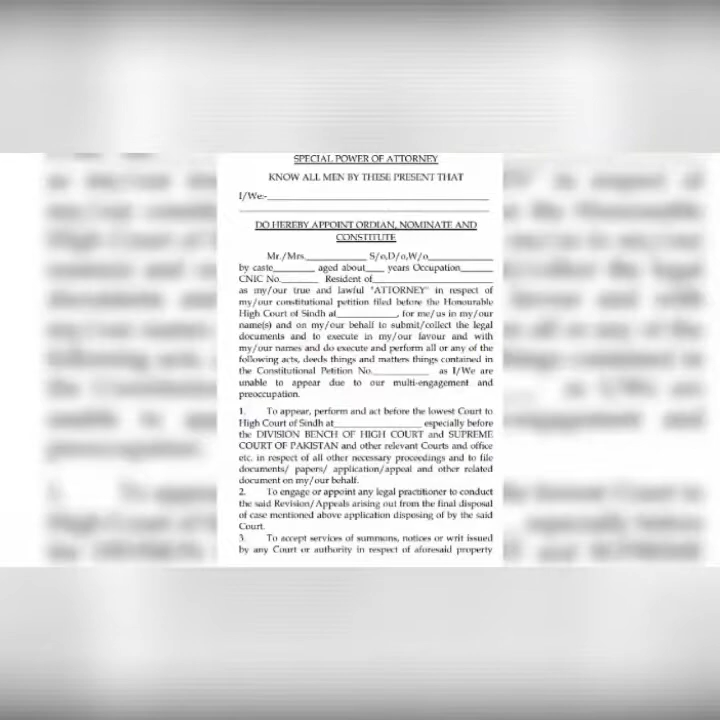 SPECIAL POWER OF ATTORNEY
KNOW ALL MEN BY THESE PRESENT THAT
I/We:-
DO HEREBY APPOINT ORDIAN, NOMINATE AND
CONSTITUTE
Mr./Mrs.____________ S/o,D/o,W/o____________
by caste________ aged about____ years Occupation_______
CNIC No.________ Resident of______________________
as my/our true and lawful "ATTORNEY" in respect of
my/our constitutional petition filed before the Honourable
High Court of Sindh at____________, for me/us in my/our
name(s) and on my/our behalf to submit/collect the legal
documents and to execute in my/our favour and with
my/our names and do execute and perform all or any of the
following acts, deeds things and matters things contained in
the Constitutional Petition No.___________ as I/We are
unable to appear due to our multi-engagement and
preoccupation.
1. To appear, perform and act before the lowest Court to
High Court of Sindh at_________________ especially before
the DIVISION BENCH OF HIGH COURT and SUPREME
COURT OF PAKISTAN and other relevant Courts and office
etc. in respect of all other necessary proceedings and to file
documents/ papers/ application/appeal and other related
document on my/our behalf.
2. To engage or appoint any legal practitioner to conduct
the said Revision/Appeals arising out from the final disposal
of case mentioned above application disposing of by the said
Court.
3. To accept services of summons, notices or writ issued
by any Court or authority in respect of aforesaid property